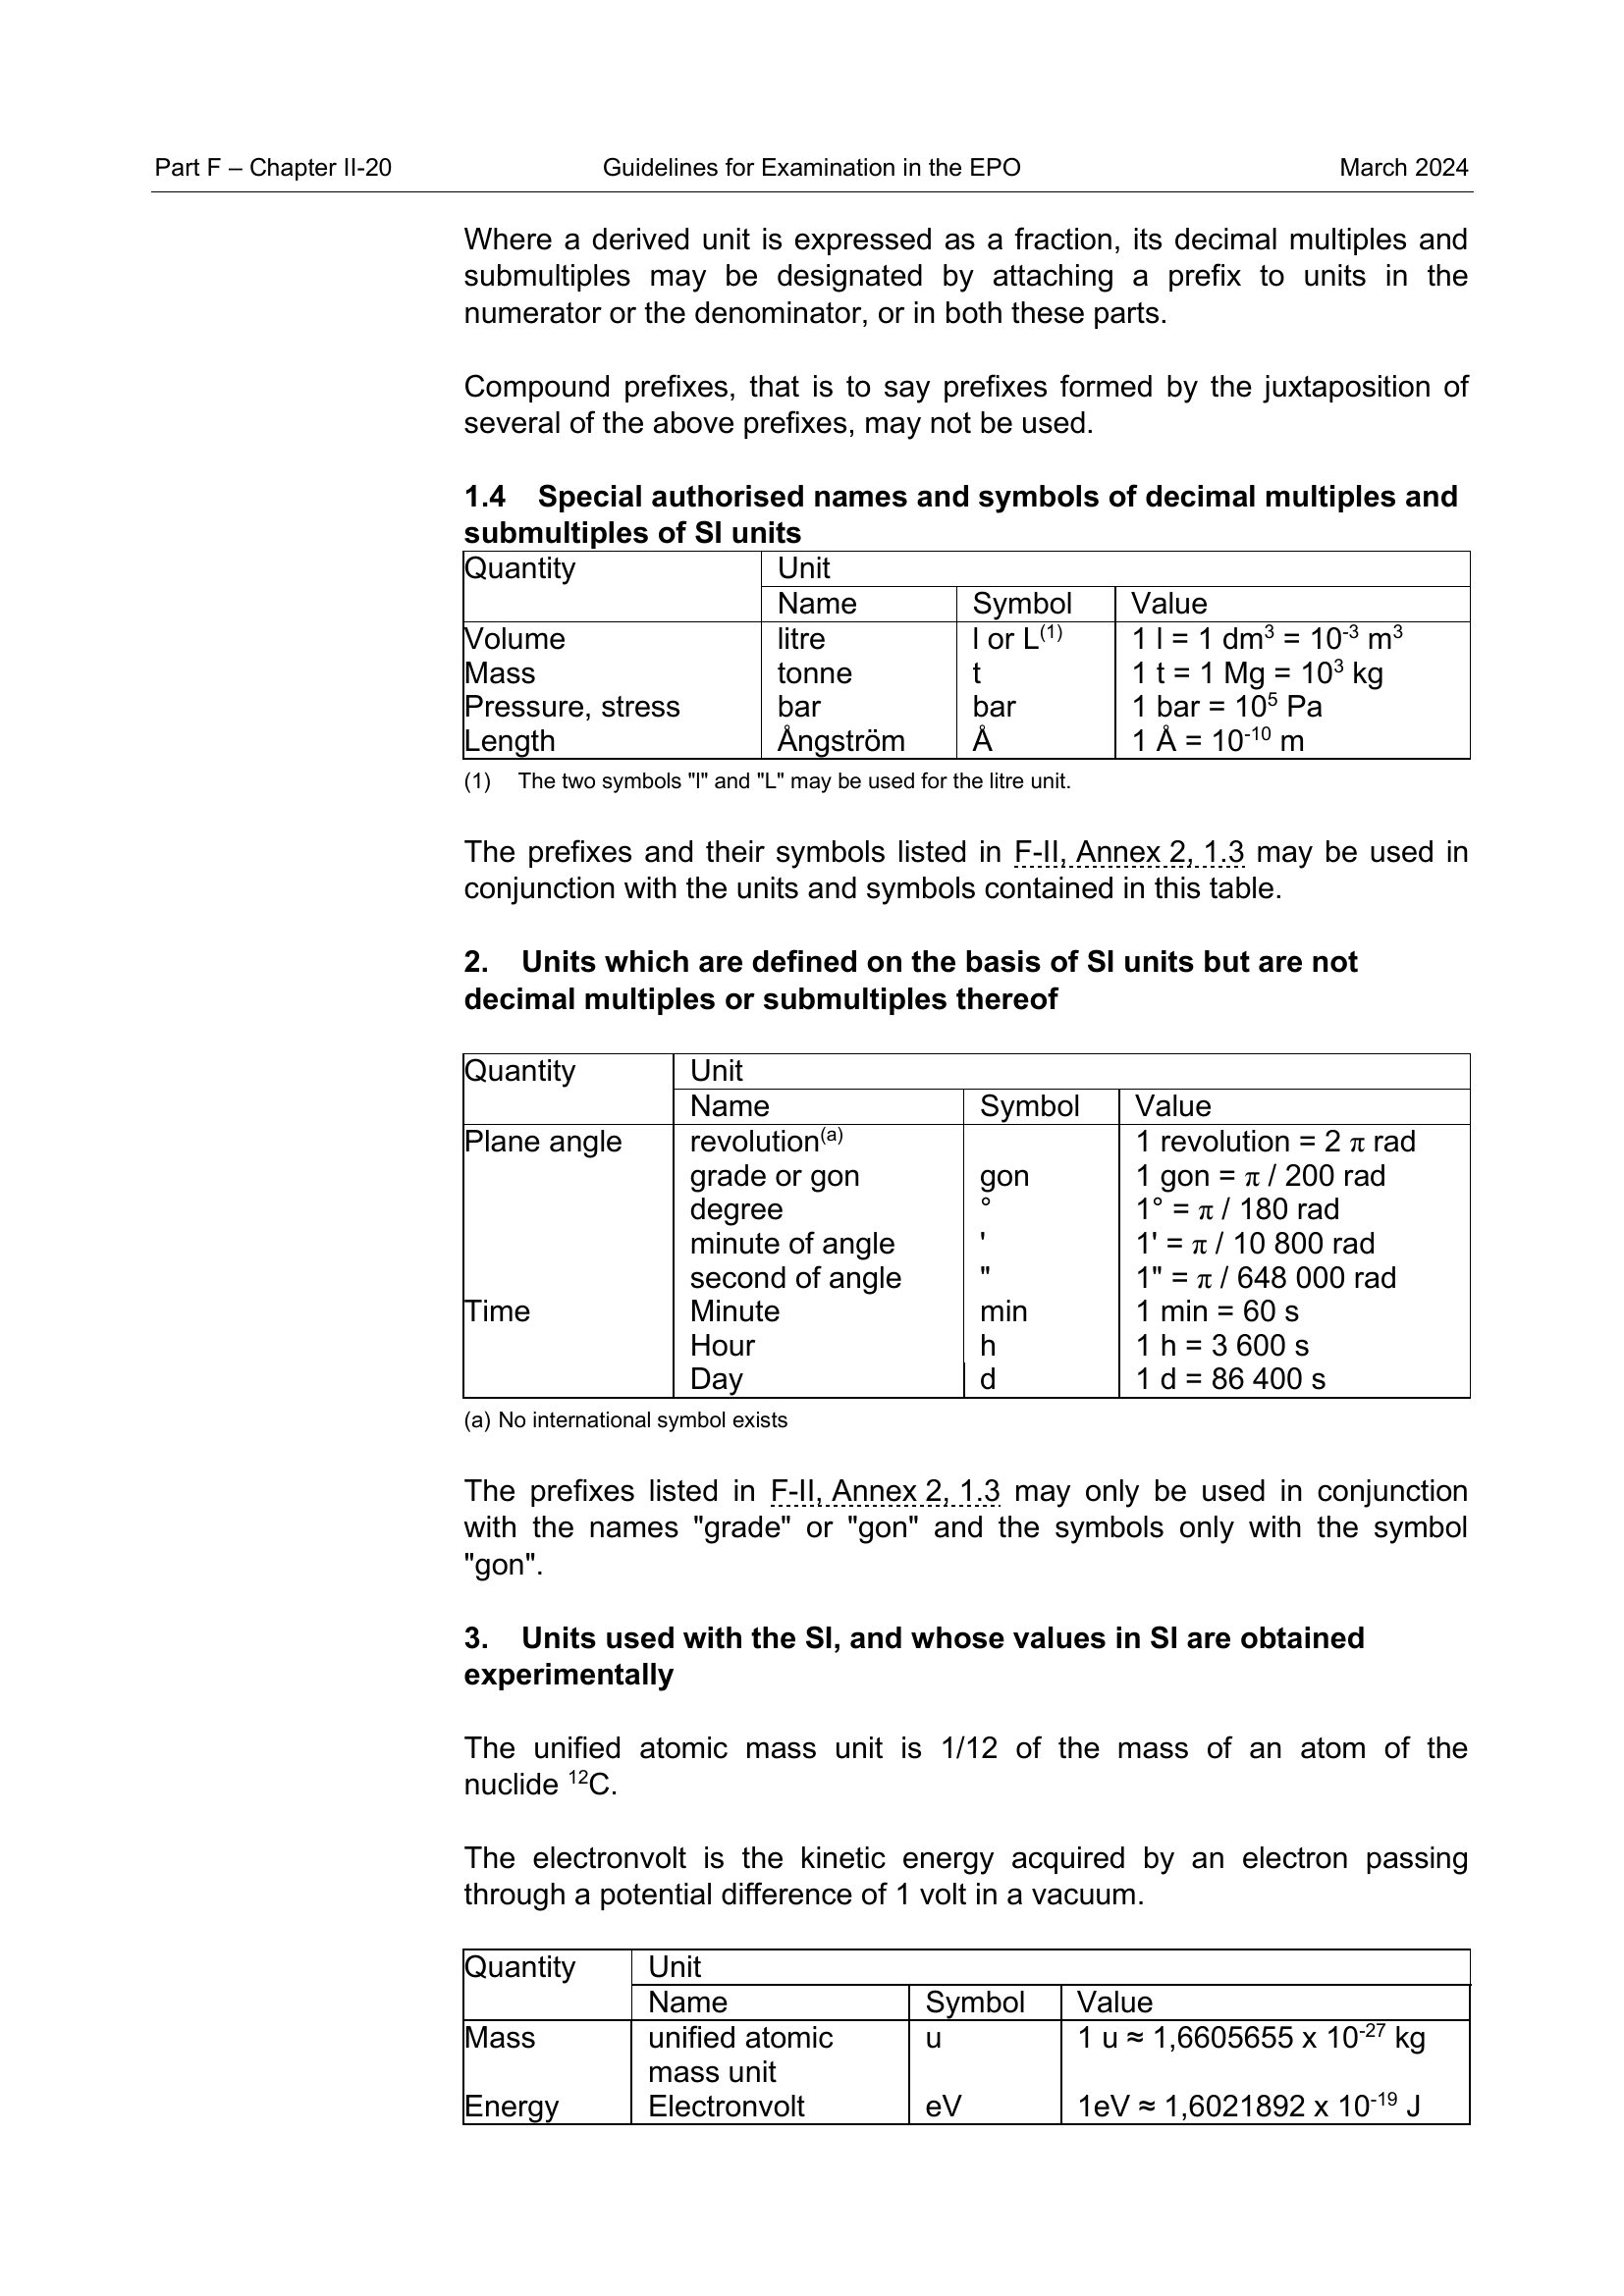 Part F – Chapter II-20 Guidelines for Examination in the EPO March 2024
Where a derived unit is expressed as a fraction, its decimal multiples and
submultiples may be designated by attaching a prefix to units in the
numerator or the denominator, or in both these parts.
Compound prefixes, that is to say prefixes formed by the juxtaposition of
several of the above prefixes, may not be used.
1.4 Special authorised names and symbols of decimal multiples and
submultiples of SI units
Quantity Unit
Name Symbol Value
Volume litre l or L⁽¹⁾ 1 l = 1 dm³ = 10⁻³ m³
Mass tonne t 1 t = 1 Mg = 10³ kg
Pressure, stress bar bar 1 bar = 10⁵ Pa
Length Ångström Å 1 Å = 10⁻¹⁰ m
(1) The two symbols "l" and "L" may be used for the litre unit.
The prefixes and their symbols listed in F-II, Annex 2, 1.3 may be used in
conjunction with the units and symbols contained in this table.
2. Units which are defined on the basis of SI units but are not
decimal multiples or submultiples thereof
Quantity Unit
Name Symbol Value
Plane angle revolution⁽ᵃ⁾ 1 revolution = 2 π rad
grade or gon gon 1 gon = π / 200 rad
degree ° 1° = π / 180 rad
minute of angle ' 1' = π / 10 800 rad
second of angle " 1" = π / 648 000 rad
Time Minute min 1 min = 60 s
Hour h 1 h = 3 600 s
Day d 1 d = 86 400 s
(a) No international symbol exists
The prefixes listed in F-II, Annex 2, 1.3 may only be used in conjunction
with the names "grade" or "gon" and the symbols only with the symbol
"gon".
3. Units used with the SI, and whose values in SI are obtained
experimentally
The unified atomic mass unit is 1/12 of the mass of an atom of the
nuclide ¹²C.
The electronvolt is the kinetic energy acquired by an electron passing
through a potential difference of 1 volt in a vacuum.
Quantity Unit
Name Symbol Value
Mass unified atomic u 1 u ≈ 1,6605655 x 10⁻²⁷ kg
mass unit
Energy Electronvolt eV 1eV ≈ 1,6021892 x 10⁻¹⁹ J